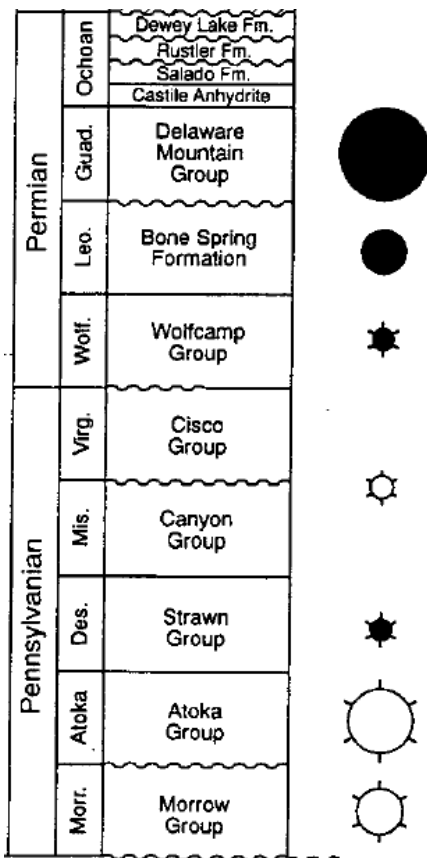 Permian
Ochoan
Dewey Lake Fm.
Rustler Fm.
Salado Fm.
Castile Anhydrite
Guad.
Delaware
Mountain
Group
Leo.
Bone Spring
Formation
Wolf.
Wolfcamp
Group
Pennsylvanian
Virg.
Cisco
Group
Mis.
Canyon
Group
Des.
Strawn
Group
Atoka
Atoka
Group
Morr.
Morrow
Group